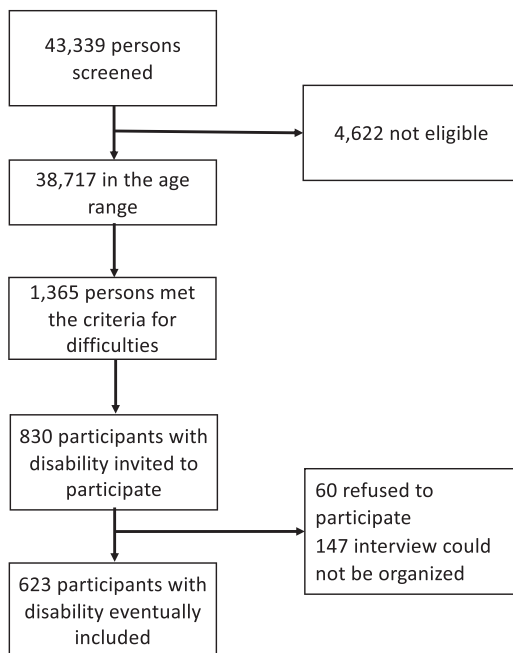 43,339 persons
screened
4,622 not eligible
38,717 in the age
range
1,365 persons met
the criteria for
difficulties
830 participants with
disability invited to
participate
60 refused to
participate
147 interview could
not be organized
623 participants with
disability eventually
included